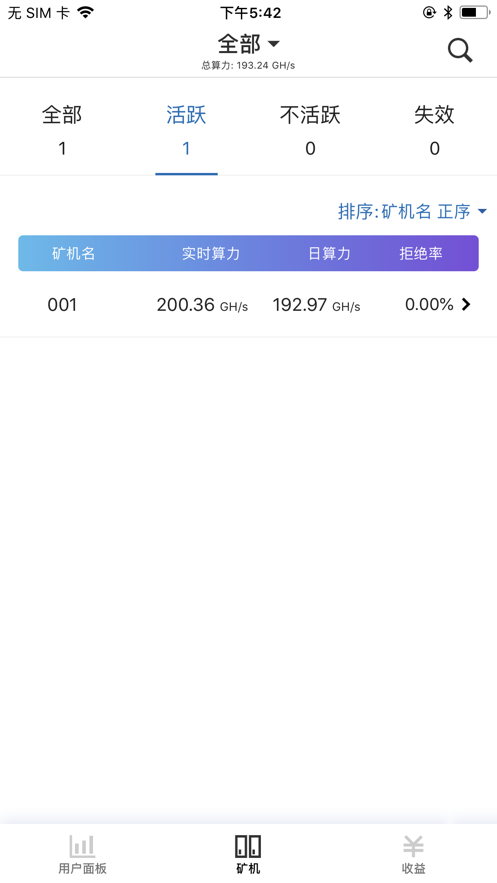 无 SIM 卡 下午5:42
全部
总算力: 193.24 GH/s
全部 活跃 不活跃 失效
1 1 0 0
排序:矿机名 正序
矿机名 实时算力 日算力 拒绝率
001 200.36 GH/s 192.97 GH/s 0.00%
用户面板 矿机 收益